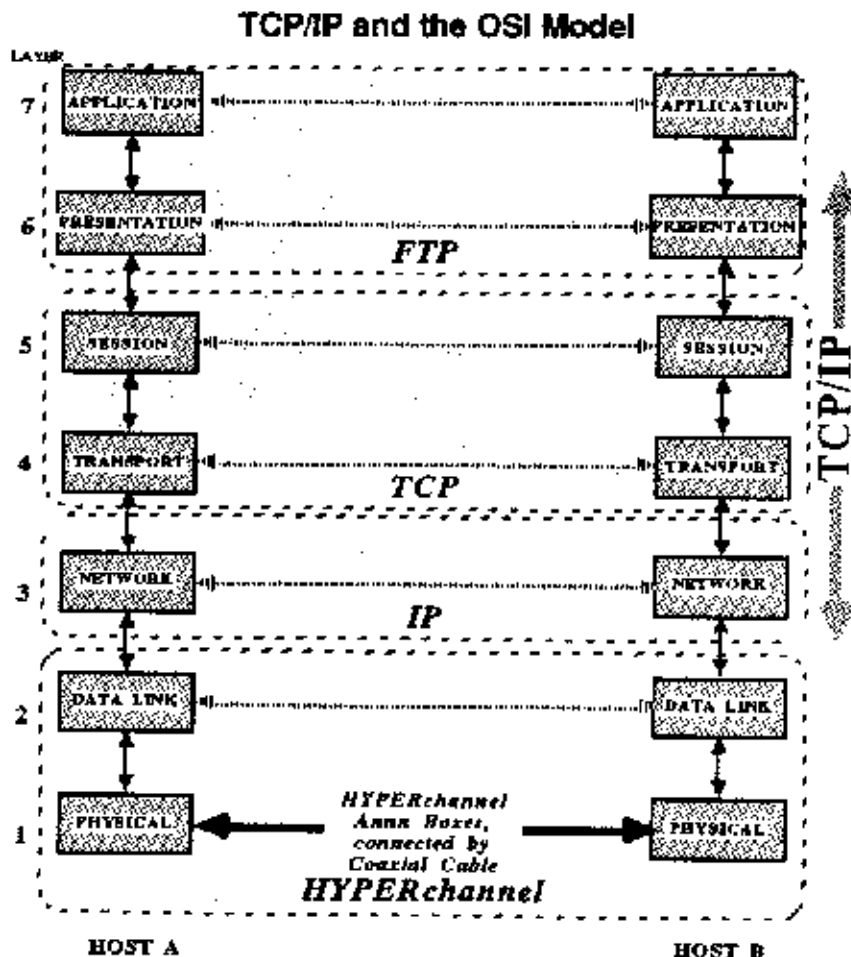 TCP/IP and the OSI Model
LAYER
7 APPLICATION APPLICATION
6 PRESENTATION PRESENTATION
FTP
5 SESSION SESSION
4 TRANSPORT TRANSPORT
TCP
3 NETWORK NETWORK
IP
2 DATA LINK DATA LINK
1 PHYSICAL PHYSICAL
HYPERchannel
Boxes,
connected by
Coaxial Cable
HYPERchannel
HOST A HOST B
TCP/IP